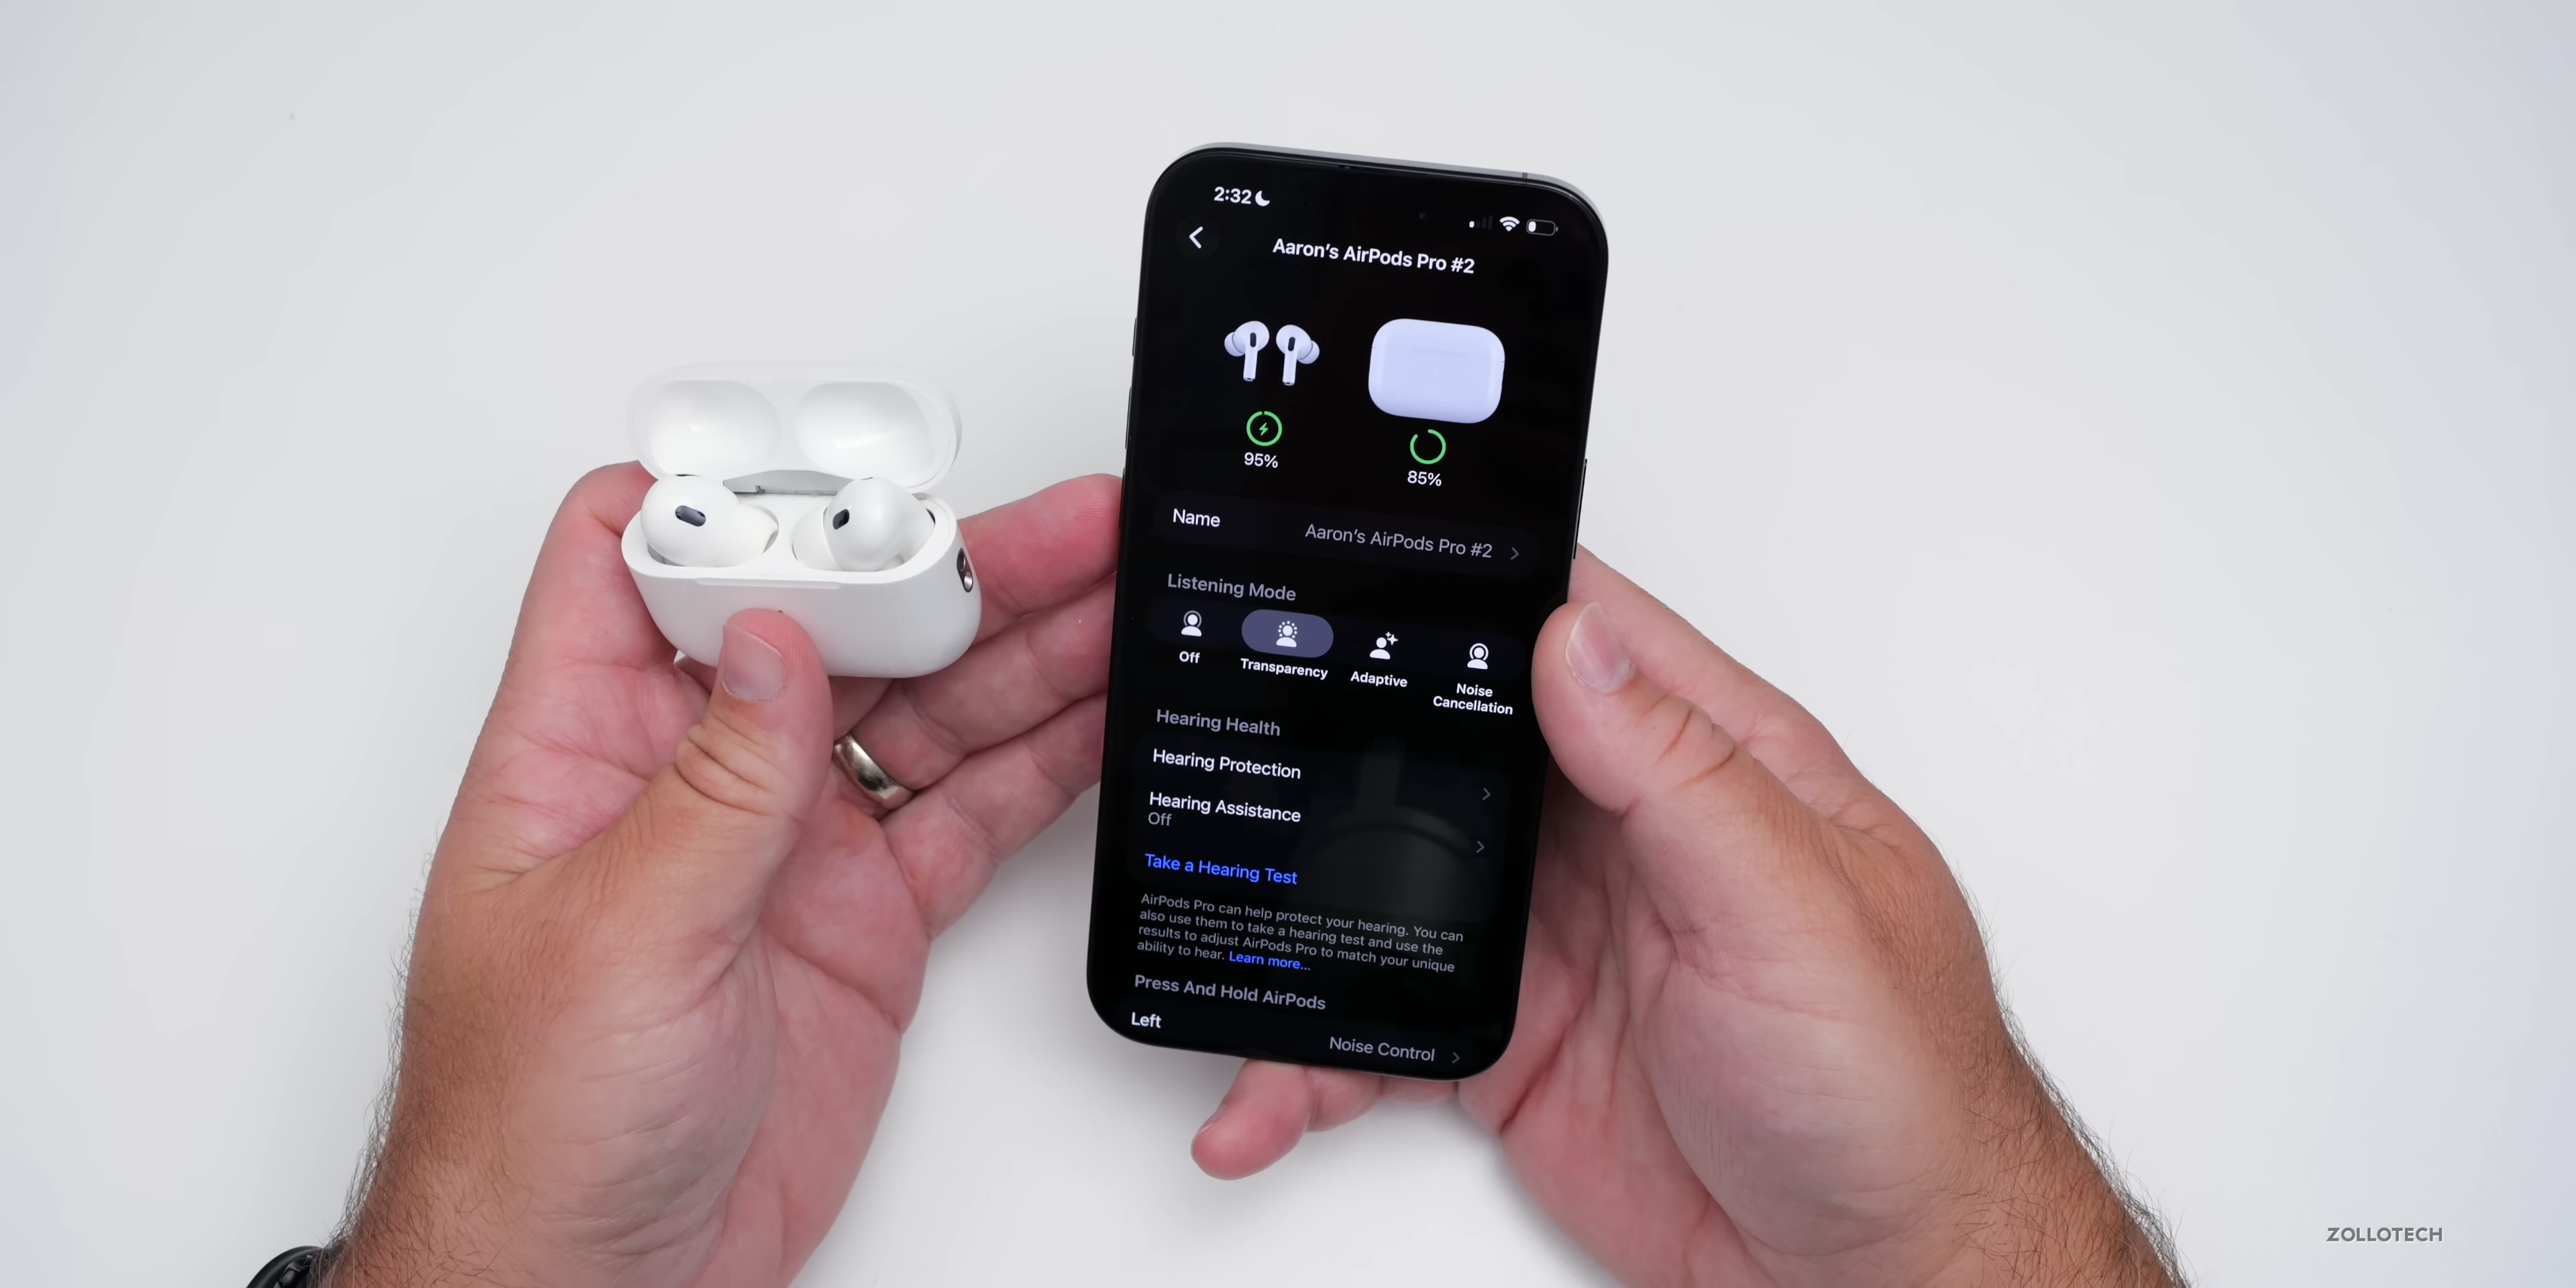 2:32
Aaron's AirPods Pro #2
95%
85%
Name
Aaron's AirPods Pro #2
Listening Mode
Off
Transparency
Adaptive
Noise
Cancellation
Hearing Health
Hearing Protection
Hearing Assistance
Off
Take a Hearing Test
AirPods Pro can help protect your hearing. You can
also use them to take a hearing test and use the
results to adjust AirPods Pro to match your unique
ability to hear. Learn more...
Press And Hold AirPods
Left
Noise Control
ZOLLOTECH